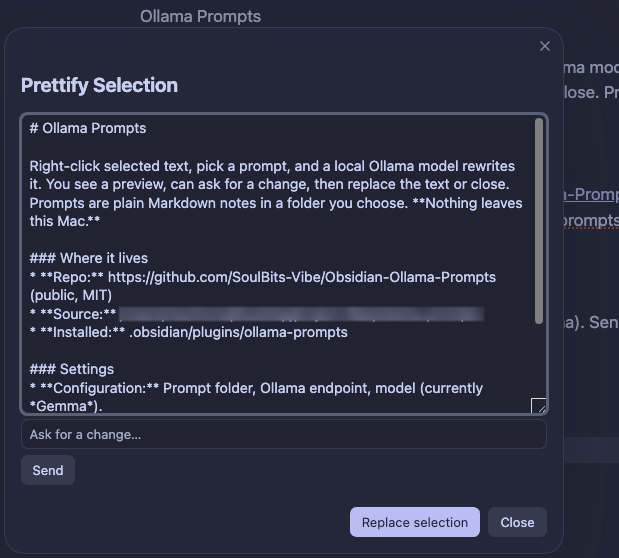 Ollama Prompts
Prettify Selection
# Ollama Prompts
Right-click selected text, pick a prompt, and a local Ollama model rewrites
it. You see a preview, can ask for a change, then replace the text or close.
Prompts are plain Markdown notes in a folder you choose. **Nothing leaves
this Mac.**
### Where it lives
* **Repo:** https://github.com/SoulBits-Vibe/Obsidian-Ollama-Prompts
(public, MIT)
* **Source:**
* **Installed:** .obsidian/plugins/ollama-prompts
### Settings
* **Configuration:** Prompt folder, Ollama endpoint, model (currently
*Gemma*).
Ask for a change...
Send
Replace selection
Close